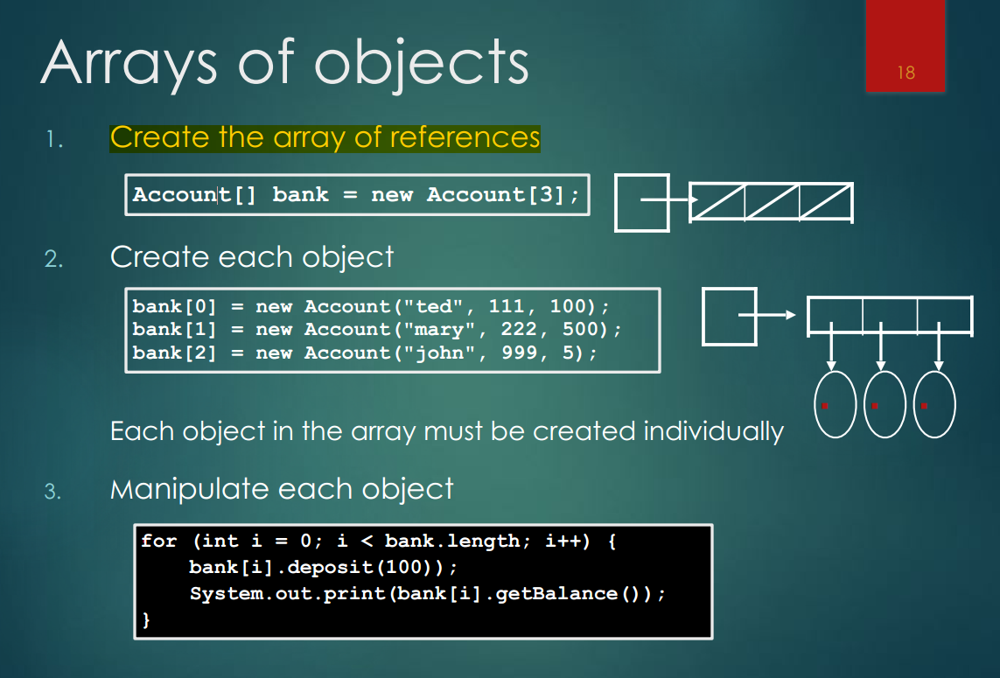 Arrays of objects
18
1. Create the array of references
Account[] bank = new Account[3];
2. Create each object
bank[0] = new Account("ted", 111, 100);
bank[1] = new Account("mary", 222, 500);
bank[2] = new Account("john", 999, 5);
Each object in the array must be created individually
3. Manipulate each object
for (int i = 0; i < bank.length; i++) {
    bank[i].deposit(100));
    System.out.print(bank[i].getBalance());
}